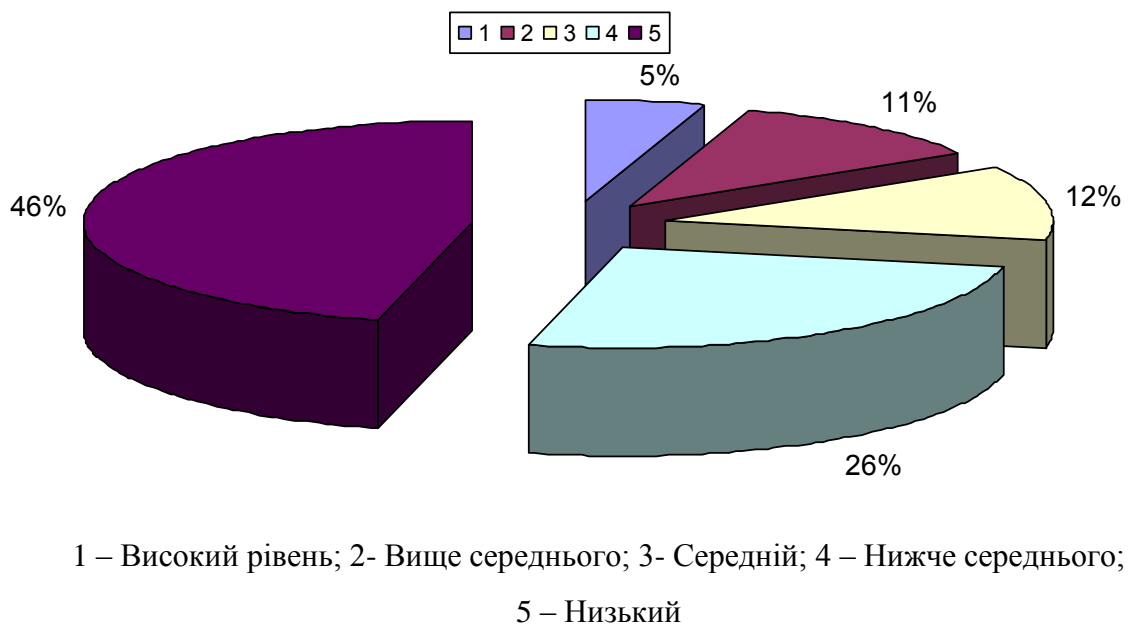 1 2 3 4 5
5%
11%
46%
12%
26%
1 – Високий рівень; 2- Вище середнього; 3- Середній; 4 – Нижче середнього;
5 – Низький